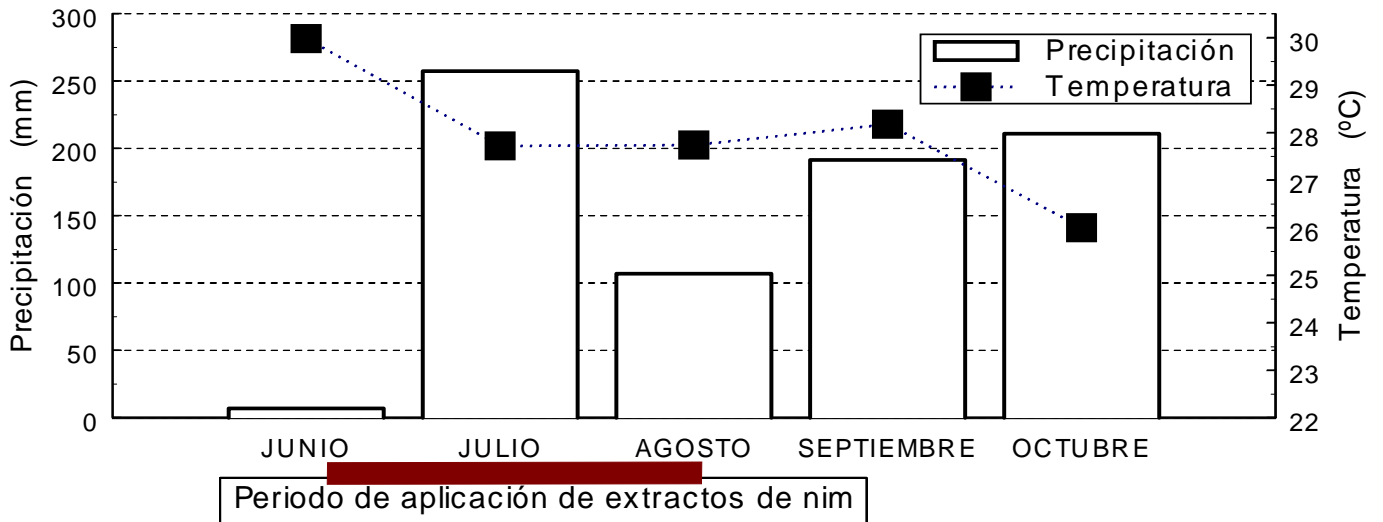 Precipitación (mm)
300
250
200
150
100
50
0
Precipitación
Temperatura
30
29
28
27
26
25
24
23
22
Temperatura (ºC)
JUNIO JULIO AGOSTO SEPTIEMBRE OCTUBRE
Periodo de aplicación de extractos de nim